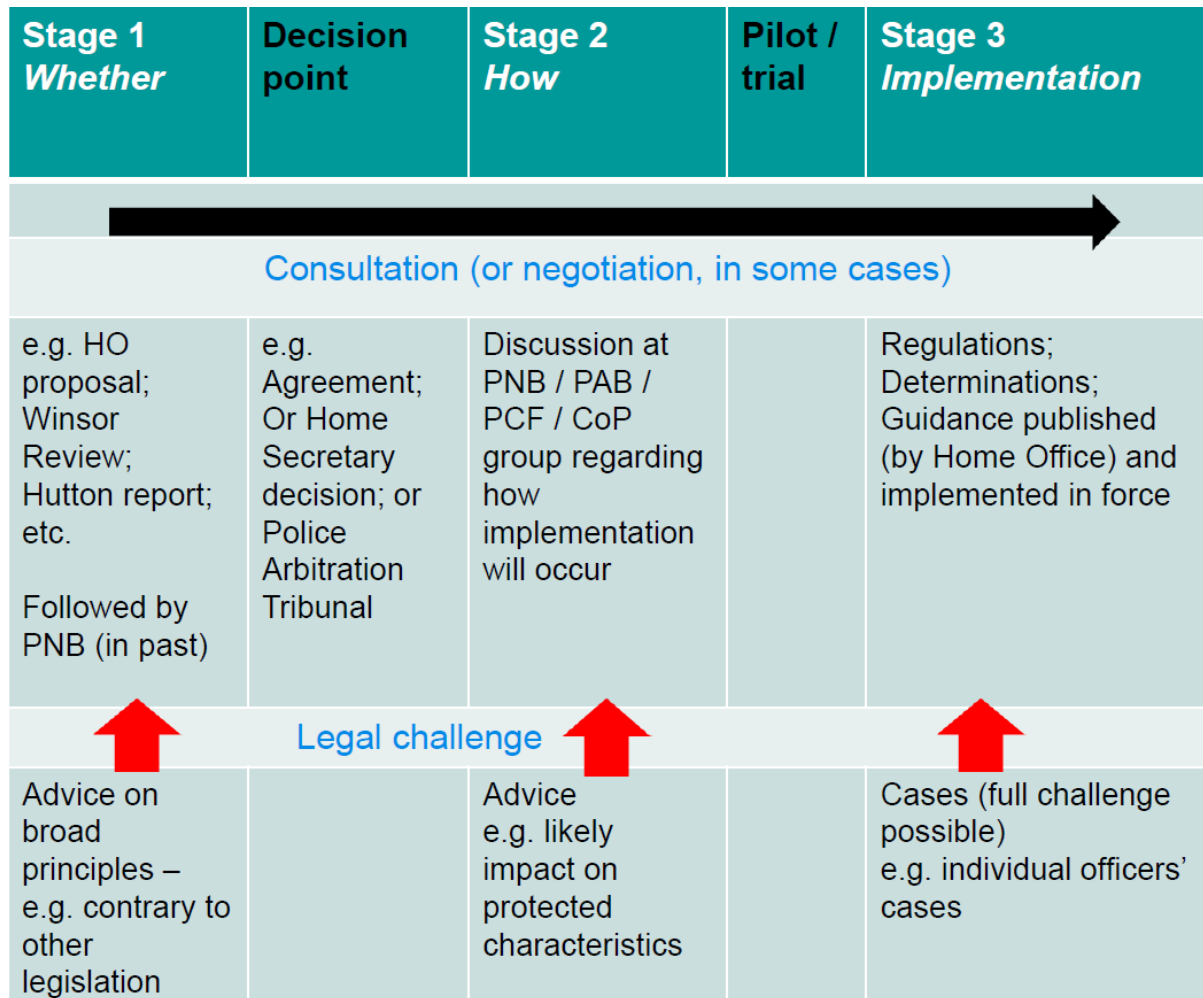 Stage 1
Whether
Decision
point
Stage 2
How
Pilot /
trial
Stage 3
Implementation
Consultation (or negotiation, in some cases)
e.g. HO
proposal;
Winsor
Review;
Hutton report;
etc.
Followed by
PNB (in past)
e.g.
Agreement;
Or Home
Secretary
decision; or
Police
Arbitration
Tribunal
Discussion at
PNB / PAB /
PCF / CoP
group regarding
how
implementation
will occur
Regulations;
Determinations;
Guidance published
(by Home Office) and
implemented in force
Legal challenge
Advice on
broad
principles –
e.g. contrary to
other
legislation
Advice
e.g. likely
impact on
protected
characteristics
Cases (full challenge
possible)
e.g. individual officers’
cases